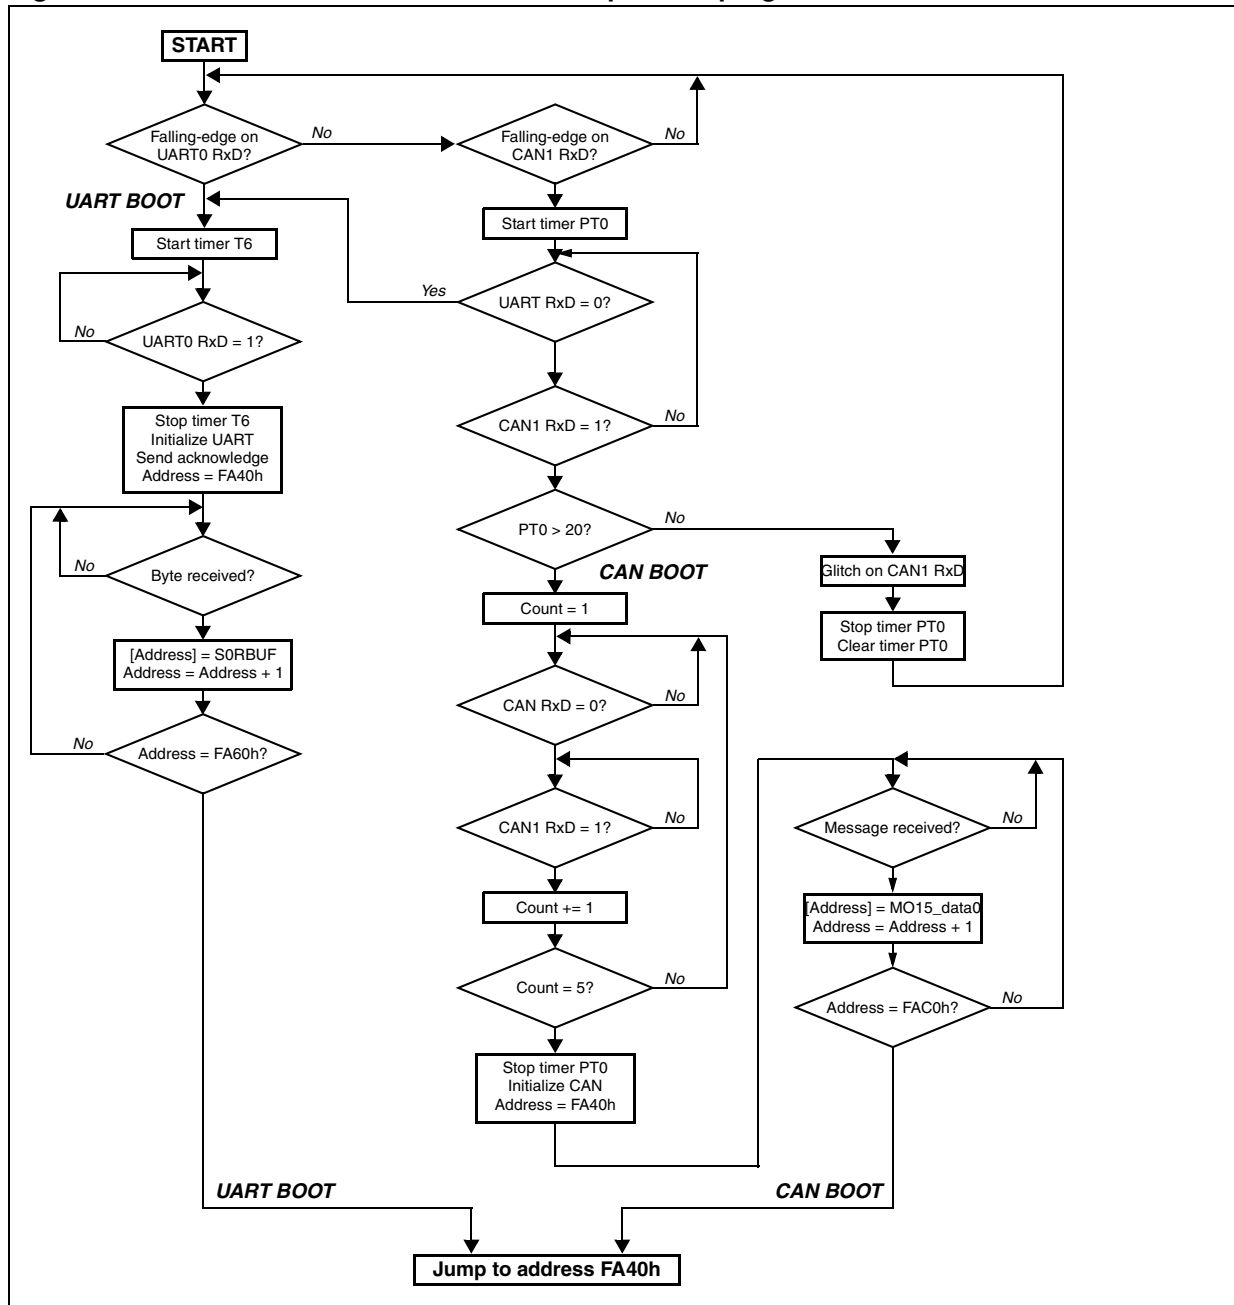 START
Falling-edge on
UART0 RxD?
No
Falling-edge on
CAN1 RxD?
No
UART BOOT
Start timer T6
Start timer PT0
UART RxD = 0?
Yes
No
UART0 RxD = 1?
CAN1 RxD = 1?
No
Stop timer T6
Initialize UART
Send acknowledge
Address = FA40h
PT0 > 20?
No
CAN BOOT
Glitch on CAN1 RxD
Stop timer PT0
Clear timer PT0
No
Byte received?
Count = 1
[Address] = S0RBUF
Address = Address + 1
CAN RxD = 0?
No
No
Address = FA60h?
CAN1 RxD = 1?
No
Message received?
No
Count += 1
[Address] = MO15_data0
Address = Address + 1
Count = 5?
No
Address = FAC0h?
No
Stop timer PT0
Initialize CAN
Address = FA40h
UART BOOT
CAN BOOT
Jump to address FA40h